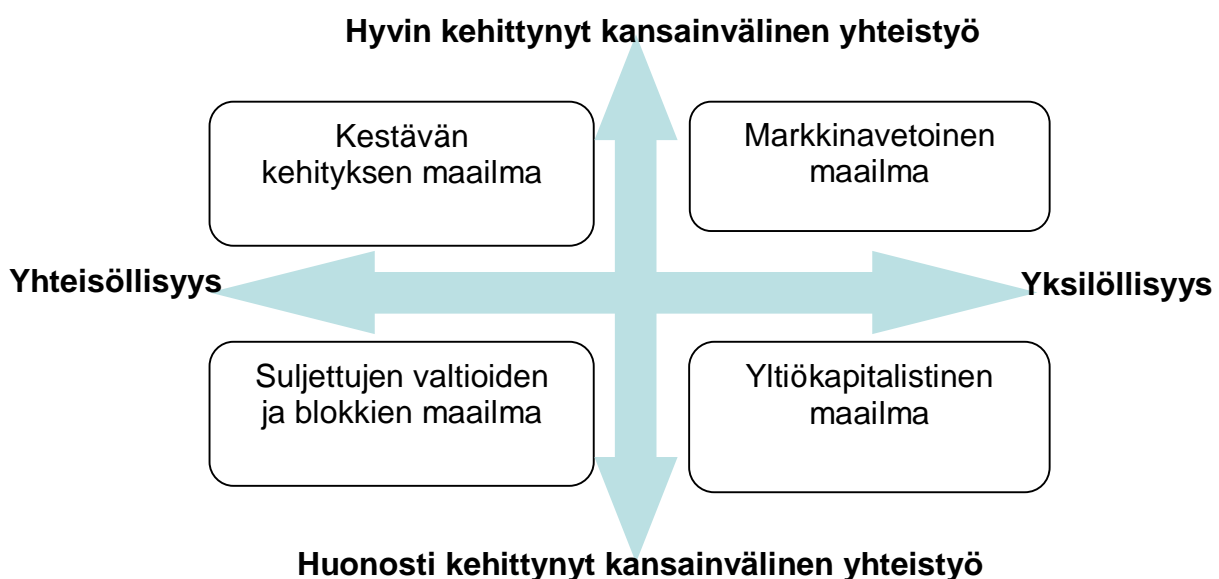 Hyvin kehittynyt kansainvälinen yhteistyö
Kestävän
kehityksen maailma
Markkinavetoinen
maailma
Yhteisöllisyys
Yksilöllisyys
Suljettujen valtioiden
ja blokkien maailma
Yltiökapitalistinen
maailma
Huonosti kehittynyt kansainvälinen yhteistyö